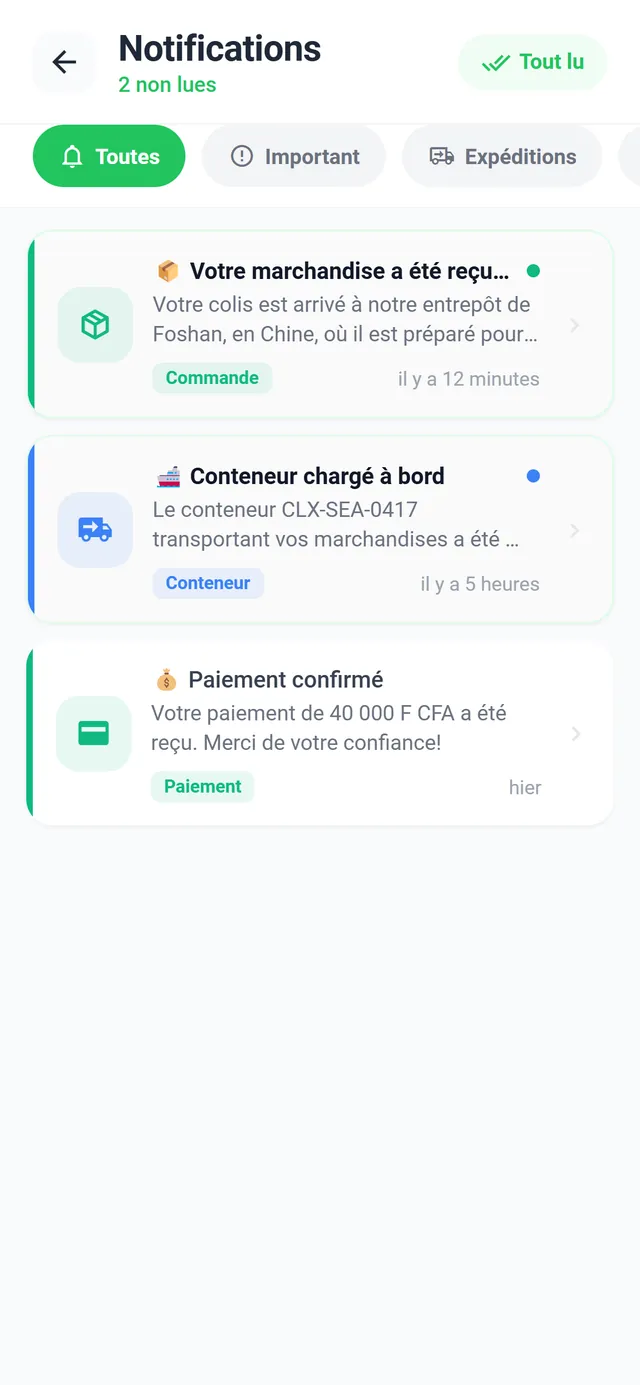 Notifications
2 non lues
Tout lu
Toutes
Important
Expéditions
Votre marchandise a été reçu...
Votre colis est arrivé à notre entrepôt de
Foshan, en Chine, où il est préparé pour...
Commande
il y a 12 minutes
Conteneur chargé à bord
Le conteneur CLX-SEA-0417
transportant vos marchandises a été ...
Conteneur
il y a 5 heures
Paiement confirmé
Votre paiement de 40 000 F CFA a été
reçu. Merci de votre confiance!
Paiement
hier